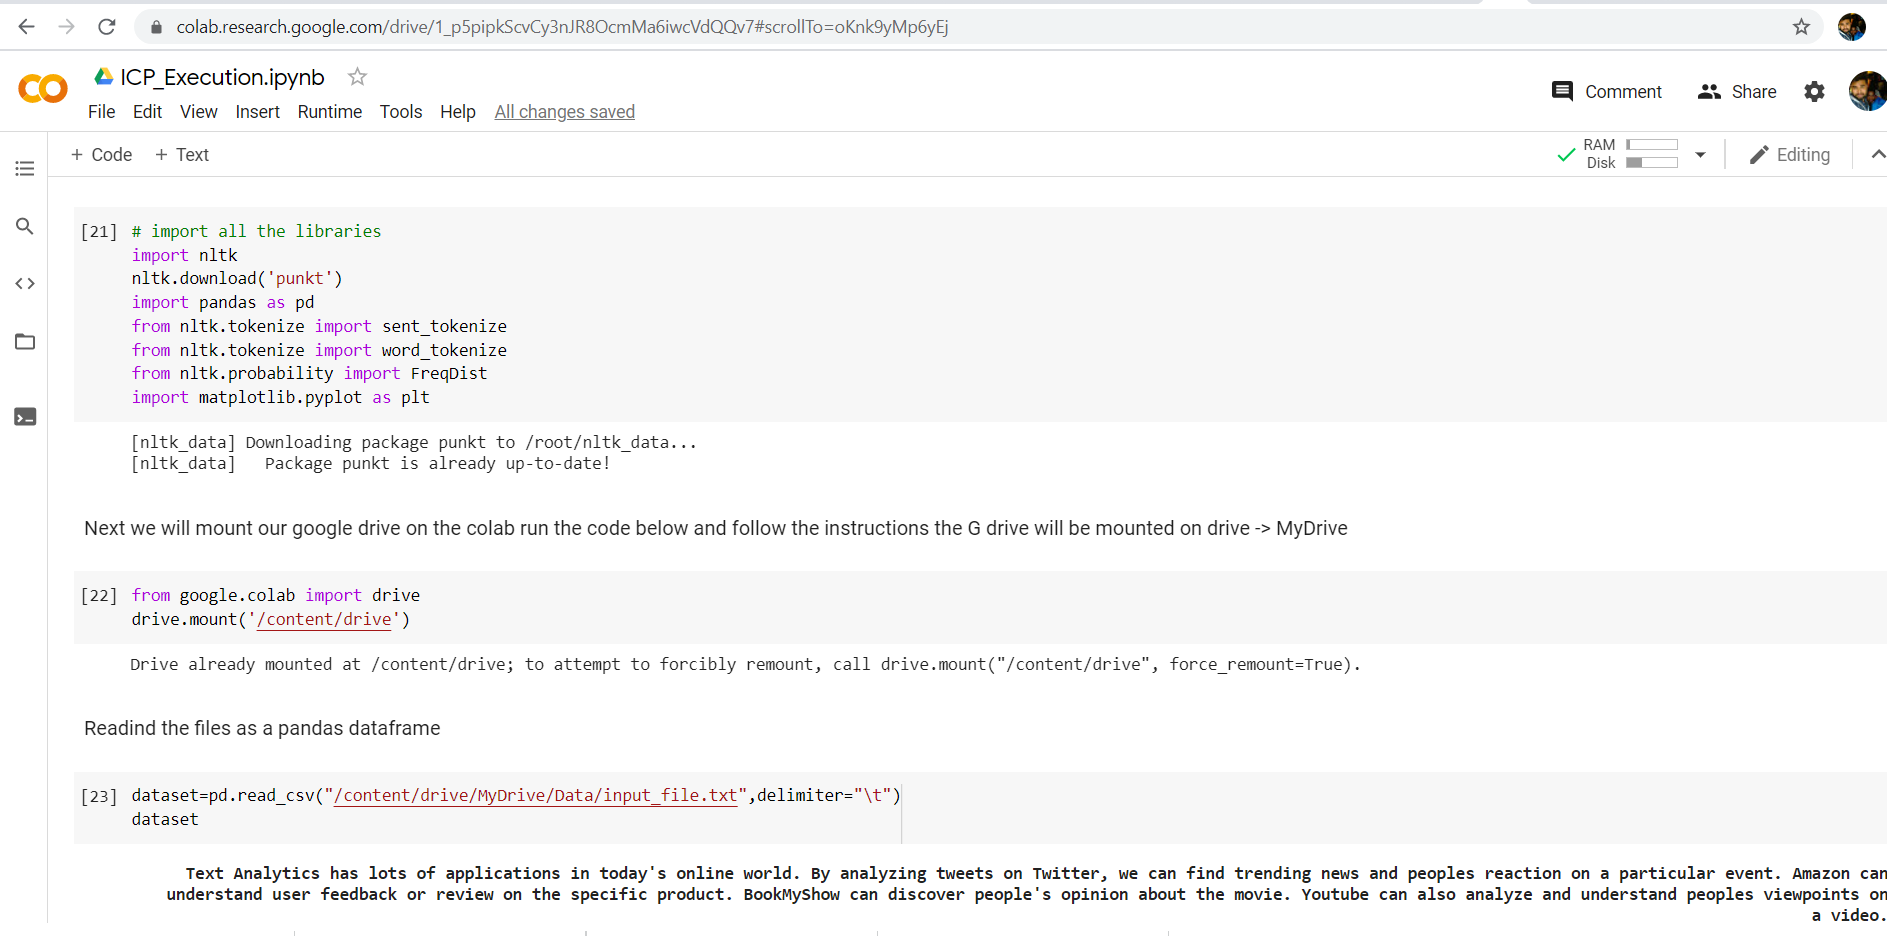 colab.research.google.com/drive/1_p5pipkScvCy3nJR8OcmMa6iwcVdQQv7#scrollTo=oKnk9yMp6yEj
ICP_Execution.ipynb
Comment Share
File Edit View Insert Runtime Tools Help All changes saved
+ Code + Text
RAM
Disk
Editing
[21] # import all the libraries
import nltk
nltk.download('punkt')
import pandas as pd
from nltk.tokenize import sent_tokenize
from nltk.tokenize import word_tokenize
from nltk.probability import FreqDist
import matplotlib.pyplot as plt
[nltk_data] Downloading package punkt to /root/nltk_data...
[nltk_data]   Package punkt is already up-to-date!
Next we will mount our google drive on the colab run the code below and follow the instructions the G drive will be mounted on drive -> MyDrive
[22] from google.colab import drive
drive.mount('/content/drive')
Drive already mounted at /content/drive; to attempt to forcibly remount, call drive.mount("/content/drive", force_remount=True).
Readind the files as a pandas dataframe
[23] dataset=pd.read_csv("/content/drive/MyDrive/Data/input_file.txt",delimiter="\t")
dataset
Text Analytics has lots of applications in today's online world. By analyzing tweets on Twitter, we can find trending news and peoples reaction on a particular event. Amazon can
understand user feedback or review on the specific product. BookMyShow can discover people's opinion about the movie. Youtube can also analyze and understand peoples viewpoints on
a video.